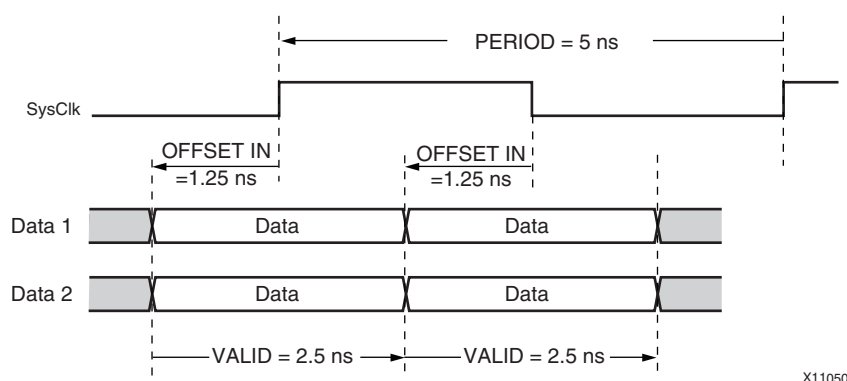 PERIOD = 5 ns
SysClk
OFFSET IN
=1.25 ns
OFFSET IN
=1.25 ns
Data 1
Data
Data
Data 2
Data
Data
VALID = 2.5 ns
VALID = 2.5 ns
X11050